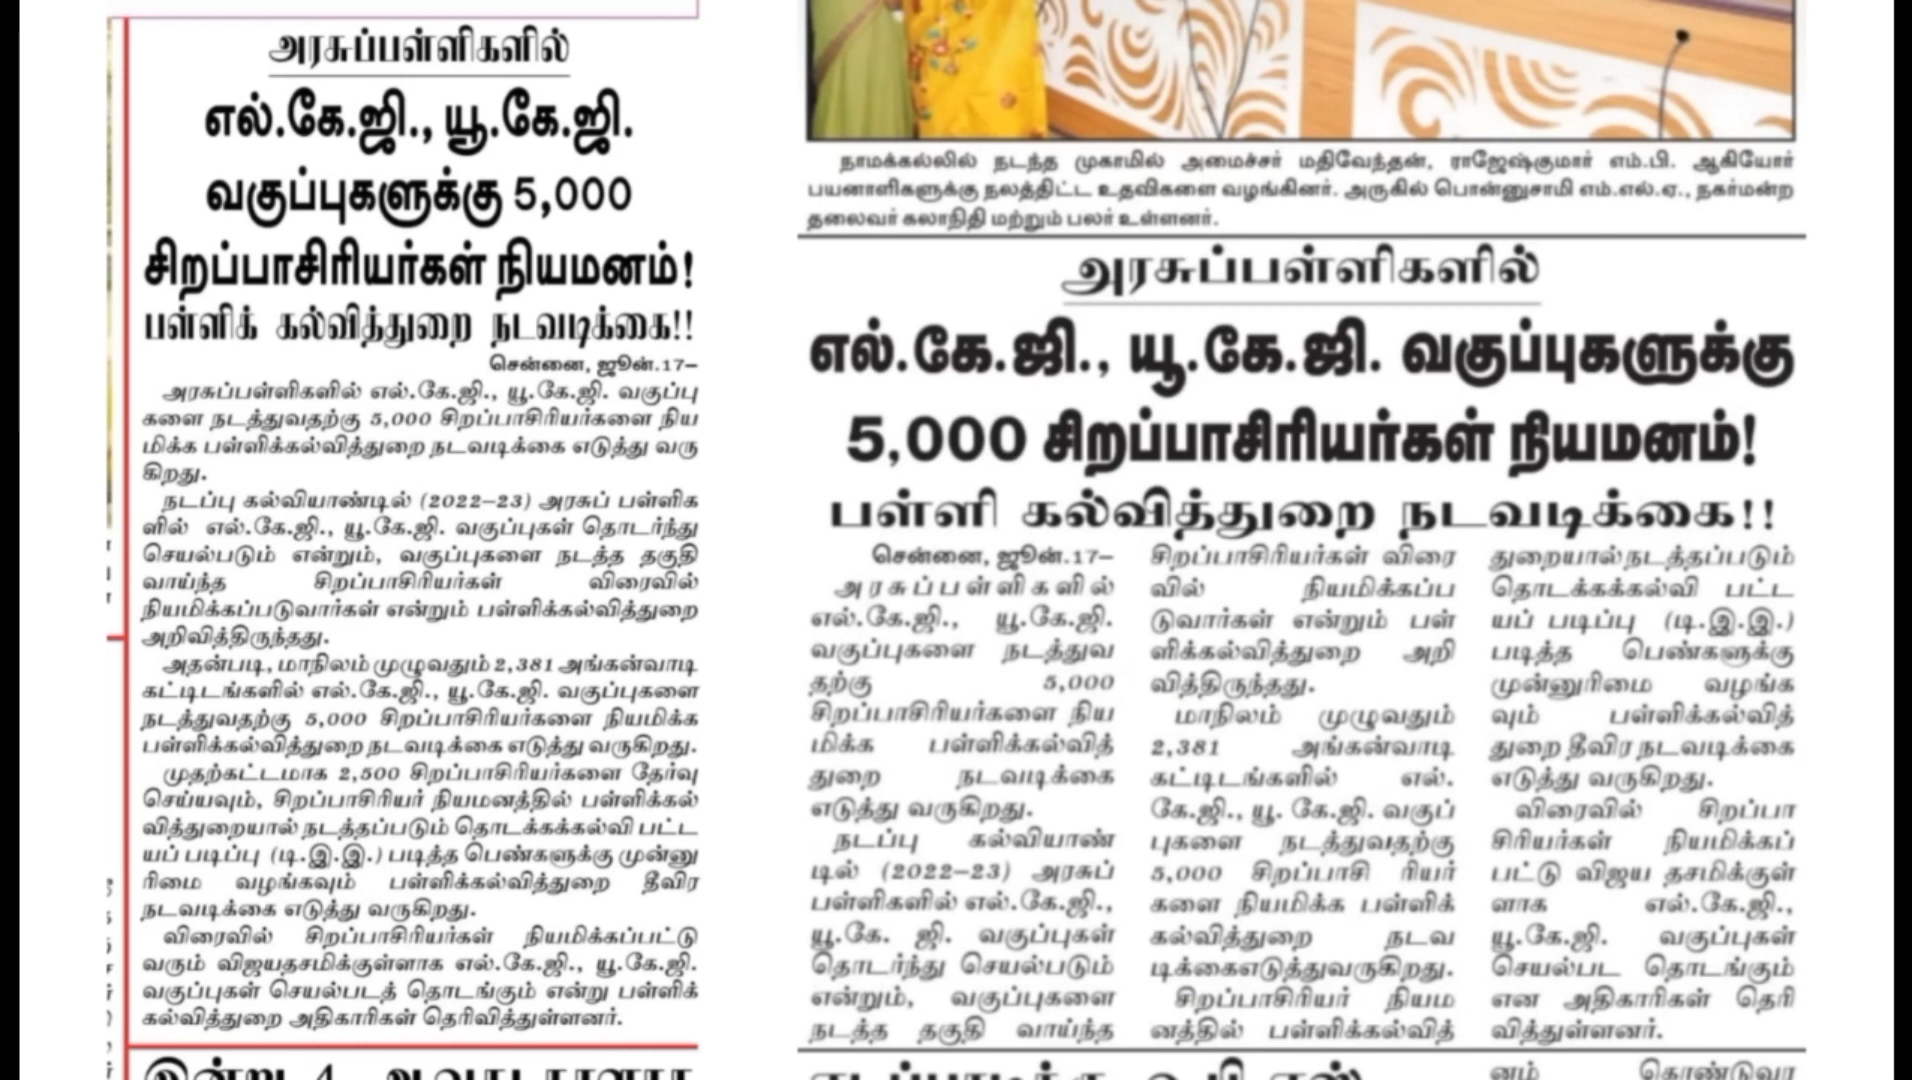 அரசுப்பள்ளிகளில்
எல்.கே.ஜி., யூ.கே.ஜி.
வகுப்புகளுக்கு 5,000
சிறப்பாசிரியர்கள் நியமனம்!
பள்ளிக் கல்வித்துறை நடவடிக்கை!!
சென்னை, ஜூன்.17–
அரசுப்பள்ளிகளில் எல்.கே.ஜி., யூ.கே.ஜி. வகுப்பு
களை நடத்துவதற்கு 5,000 சிறப்பாசிரியர்களை நிய
மிக்க பள்ளிக்கல்வித்துறை நடவடிக்கை எடுத்து வரு
கிறது.
நடப்பு கல்வியாண்டில் (2022–23) அரசுப் பள்ளிக
ளில் எல்.கே.ஜி., யூ.கே.ஜி. வகுப்புகள் தொடர்ந்து
செயல்படும் என்றும், வகுப்புகளை நடத்த தகுதி
வாய்ந்த சிறப்பாசிரியர்கள் விரைவில்
நியமிக்கப்படுவார்கள் என்றும் பள்ளிக்கல்வித்துறை
அறிவித்திருந்தது.
அதன்படி, மாநிலம் முழுவதும் 2,381 அங்கன்வாடி
கட்டிடங்களில் எல்.கே.ஜி., யூ.கே.ஜி. வகுப்புகளை
நடத்துவதற்கு 5,000 சிறப்பாசிரியர்களை நியமிக்க
பள்ளிக்கல்வித்துறை நடவடிக்கை எடுத்து வருகிறது.
முதற்கட்டமாக 2,500 சிறப்பாசிரியர்களை தேர்வு
செய்யவும், சிறப்பாசிரியர் நியமனத்தில் பள்ளிக்கல்
வித்துறையால் நடத்தப்படும் தொடக்கக்கல்வி பட்ட
யப் படிப்பு (டி.இ.இ.) படித்த பெண்களுக்கு முன்னு
ரிமை வழங்கவும் பள்ளிக்கல்வித்துறை தீவிர
நடவடிக்கை எடுத்து வருகிறது.
விரைவில் சிறப்பாசிரியர்கள் நியமிக்கப்பட்டு
வரும் விஜயதசமிக்குள்ளாக எல்.கே.ஜி., யூ.கே.ஜி.
வகுப்புகள் செயல்படத் தொடங்கும் என்று பள்ளிக்
கல்வித்துறை அதிகாரிகள் தெரிவித்துள்ளனர்.
நாமக்கல்லில் நடந்த முகாமில் அமைச்சர் மதிவேந்தன், ராஜேஷ்குமார் எம்.பி. ஆகியோர்
பயனாளிகளுக்கு நலத்திட்ட உதவிகளை வழங்கினர். அருகில் பொன்னுசாமி எம்.எல்.ஏ., நகர்மன்ற
தலைவர் கலாநிதி மற்றும் பலர் உள்ளனர்.
அரசுப்பள்ளிகளில்
எல்.கே.ஜி., யூ.கே.ஜி. வகுப்புகளுக்கு
5,000 சிறப்பாசிரியர்கள் நியமனம்!
பள்ளி கல்வித்துறை நடவடிக்கை!!
சென்னை, ஜூன்.17–
அரசுப்பள்ளிகளில்
எல்.கே.ஜி., யூ.கே.ஜி.
வகுப்புகளை நடத்துவ
தற்கு 5,000
சிறப்பாசிரியர்களை நிய
மிக்க பள்ளிக்கல்வித்
துறை நடவடிக்கை
எடுத்து வருகிறது.
நடப்பு கல்வியாண்
டில் (2022–23) அரசுப்
பள்ளிகளில் எல்.கே.ஜி.,
யூ.கே. ஜி. வகுப்புகள்
தொடர்ந்து செயல்படும்
என்றும், வகுப்புகளை
நடத்த தகுதி வாய்ந்த
சிறப்பாசிரியர்கள் விரை
வில் நியமிக்கப்ப
டுவார்கள் என்றும் பள்
ளிக்கல்வித்துறை அறி
வித்திருந்தது.
மாநிலம் முழுவதும்
2,381 அங்கன்வாடி
கட்டிடங்களில் எல்.
கே.ஜி., யூ. கே.ஜி. வகுப்
புகளை நடத்துவதற்கு
5,000 சிறப்பாசி ரியர்
களை நியமிக்க பள்ளிக்
கல்வித்துறை நடவ
டிக்கைஎடுத்துவருகிறது.
சிறப்பாசிரியர் நியம
னத்தில் பள்ளிக்கல்வித்
துறையால் நடத்தப்படும்
தொடக்கக்கல்வி பட்ட
யப் படிப்பு (டி.இ.இ.)
படித்த பெண்களுக்கு
முன்னுரிமை வழங்க
வும் பள்ளிக்கல்வித்
துறை தீவிர நடவடிக்கை
எடுத்து வருகிறது.
விரைவில் சிறப்பா
சிரியர்கள் நியமிக்கப்
பட்டு விஜய தசமிக்குள்
ளாக எல்.கே.ஜி.,
யூ.கே.ஜி. வகுப்புகள்
செயல்பட தொடங்கும்
என அதிகாரிகள் தெரி
வித்துள்ளனர்.